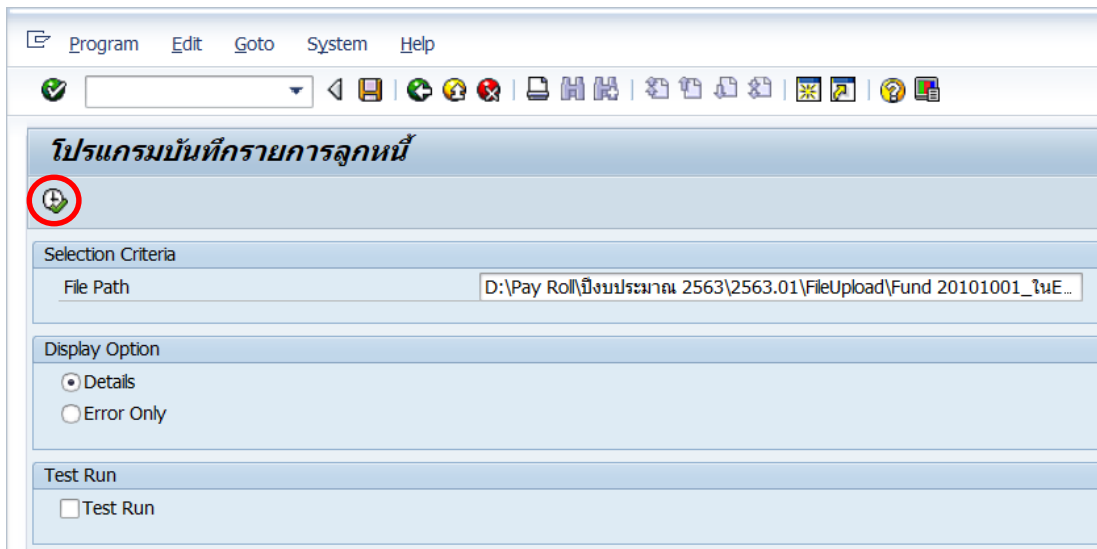 Program Edit Goto System Help
โปรแกรมบันทึกรายการลูกหนี้
Selection Criteria
File Path D:\Pay Roll\ปีงบประมาณ 2563\2563.01\FileUpload\Fund 20101001_ในE...
Display Option
Details
Error Only
Test Run
Test Run